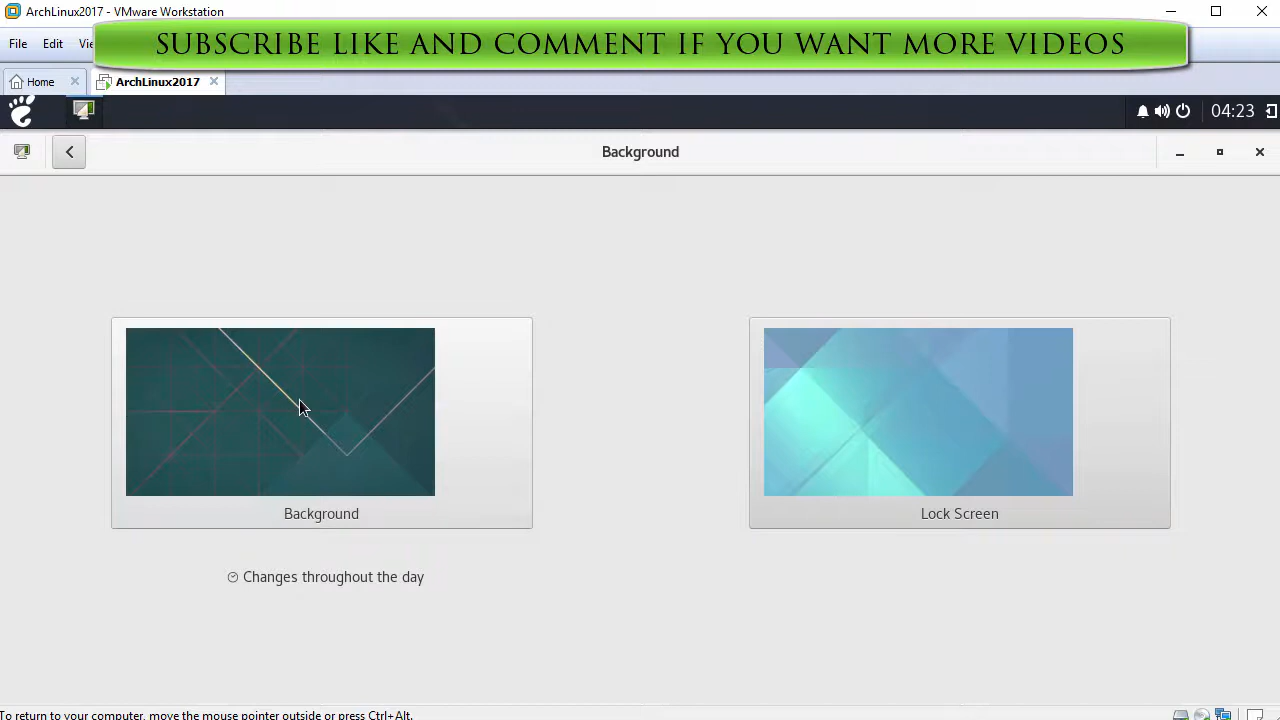 ArchLinux2017 - VMware Workstation
File Edit
SUBSCRIBE LIKE AND COMMENT IF YOU WANT MORE VIDEOS
Home ArchLinux2017
04:23
Background
Background Lock Screen
Changes throughout the day
To return to your computer, move the mouse pointer outside or press Ctrl+Alt.